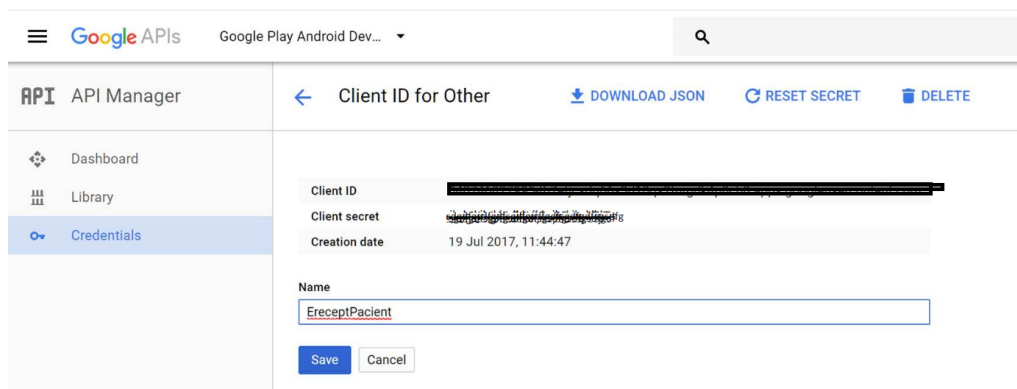 Google APIs Google Play Android Dev...
API API Manager
Client ID for Other DOWNLOAD JSON RESET SECRET DELETE
Dashboard
Library
Credentials
Client ID
Client secret
Creation date 19 Jul 2017, 11:44:47
Name
EreceptPacient
Save Cancel